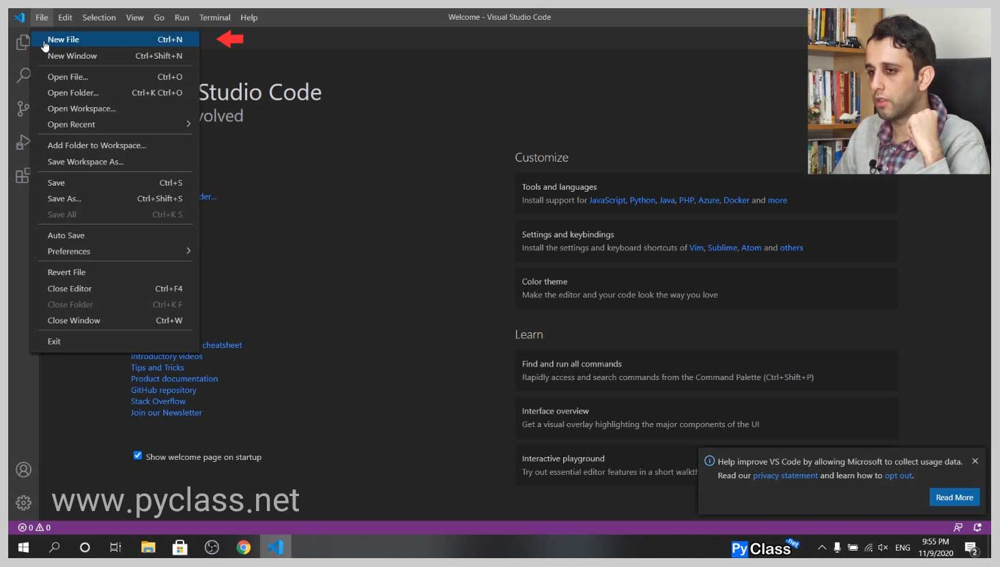 File Edit Selection View Go Run Terminal Help
Welcome - Visual Studio Code
New File Ctrl+N
New Window Ctrl+Shift+N
Open File... Ctrl+O
Open Folder... Ctrl+K Ctrl+O
Open Workspace...
Open Recent
Add Folder to Workspace...
Save Workspace As...
Save Ctrl+S
Save As... Ctrl+Shift+S
Save All Ctrl+K S
Auto Save
Preferences
Revert File
Close Editor Ctrl+F4
Close Folder Ctrl+K F
Close Window Ctrl+W
Exit
Studio Code
volved
der...
cheatsheet
Introductory videos
Tips and Tricks
Product documentation
GitHub repository
Stack Overflow
Join our Newsletter
Show welcome page on startup
Customize
Tools and languages
Install support for JavaScript, Python, Java, PHP, Azure, Docker and more
Settings and keybindings
Install the settings and keyboard shortcuts of Vim, Sublime, Atom and others
Color theme
Make the editor and your code look the way you love
Learn
Find and run all commands
Rapidly access and search commands from the Command Palette (Ctrl+Shift+P)
Interface overview
Get a visual overlay highlighting the major components of the UI
Interactive playground
Try out essential editor features in a short walkth
Help improve VS Code by allowing Microsoft to collect usage data.
Read our privacy statement and learn how to opt out.
Read More
www.pyclass.net
0 0
PyClass.net
ENG
9:55 PM
11/9/2020
2